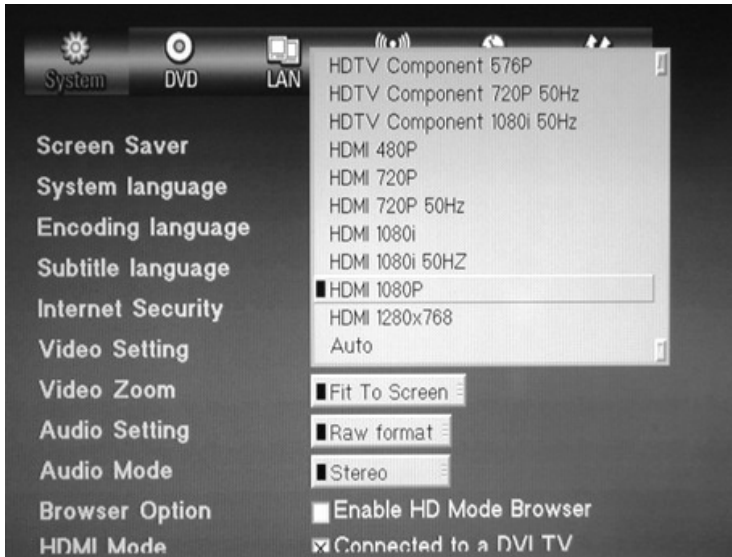 System DVD LAN
HDTV Component 576P
HDTV Component 720P 50Hz
HDTV Component 1080i 50Hz
HDMI 480P
HDMI 720P
HDMI 720P 50Hz
HDMI 1080i
HDMI 1080i 50HZ
HDMI 1080P
HDMI 1280x768
Auto
Screen Saver
System language
Encoding language
Subtitle language
Internet Security
Video Setting
Video Zoom Fit To Screen
Audio Setting Raw format
Audio Mode Stereo
Browser Option Enable HD Mode Browser
HDMI Mode Connected to a DVI TV